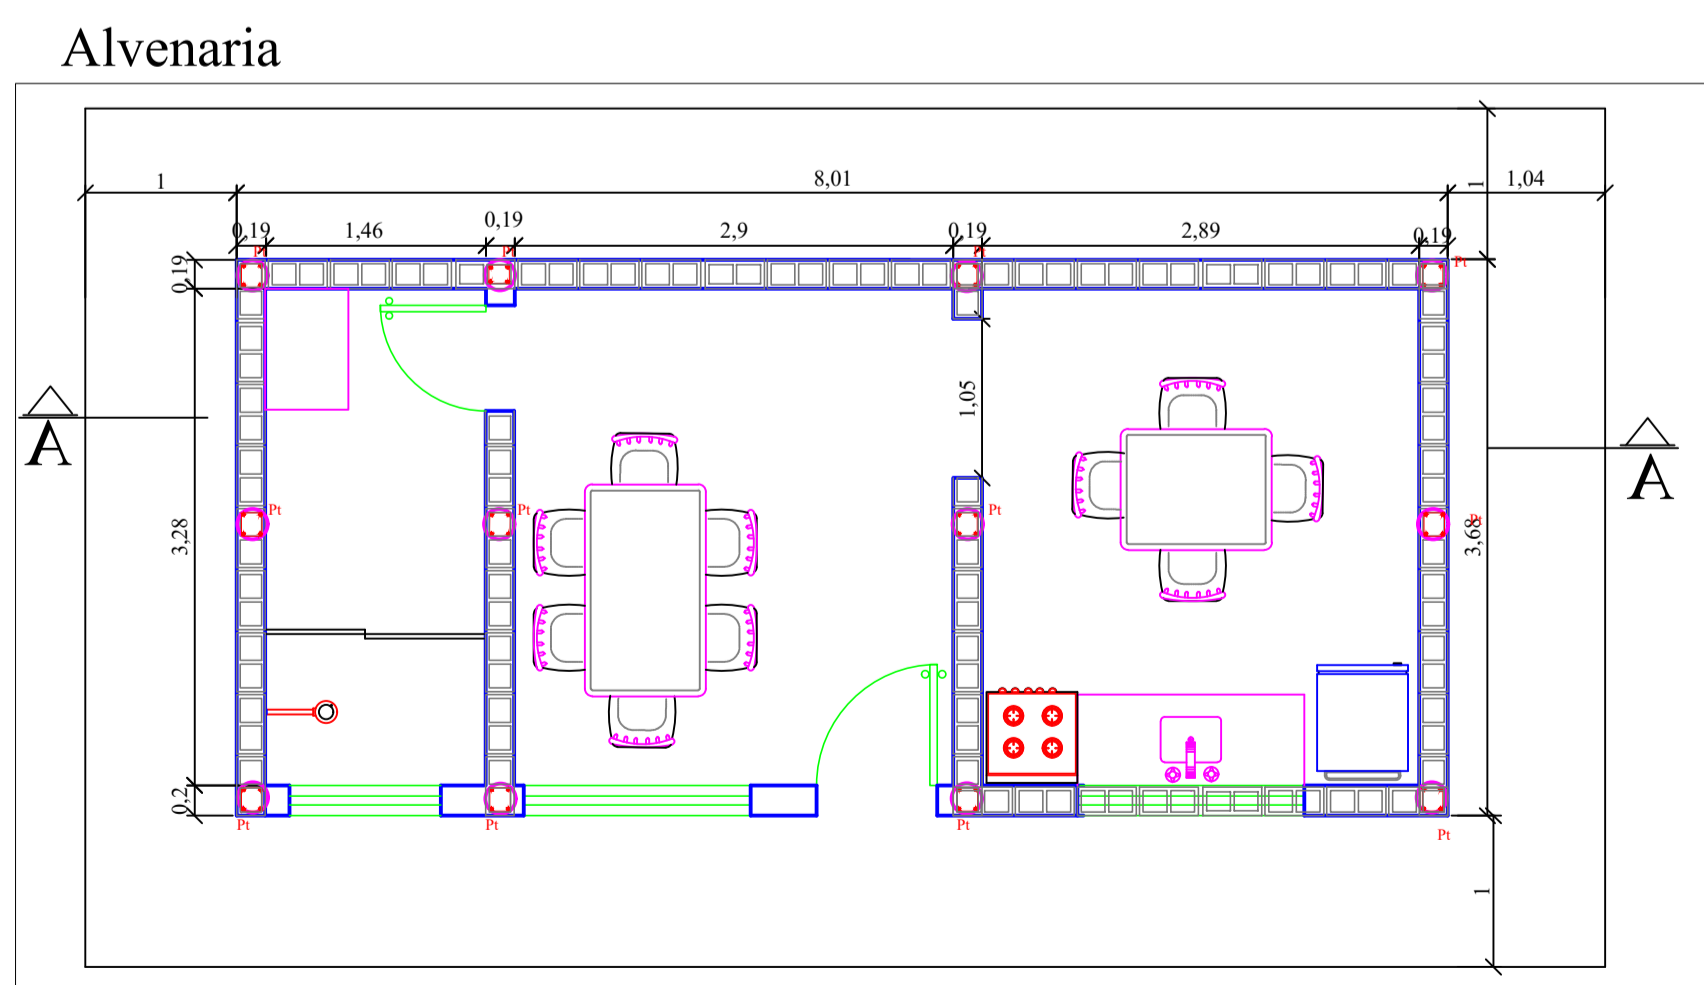 Alvenaria
1
8,01
1
1,04
0,19
1,46
0,19
2,9
0,19
2,89
0,19
Pt
Pt
Pt
Pt
0,19
1,05
A
A
3,28
Pt
Pt
Pt
Pt
3,68
0,2
Pt
Pt
Pt
Pt
1